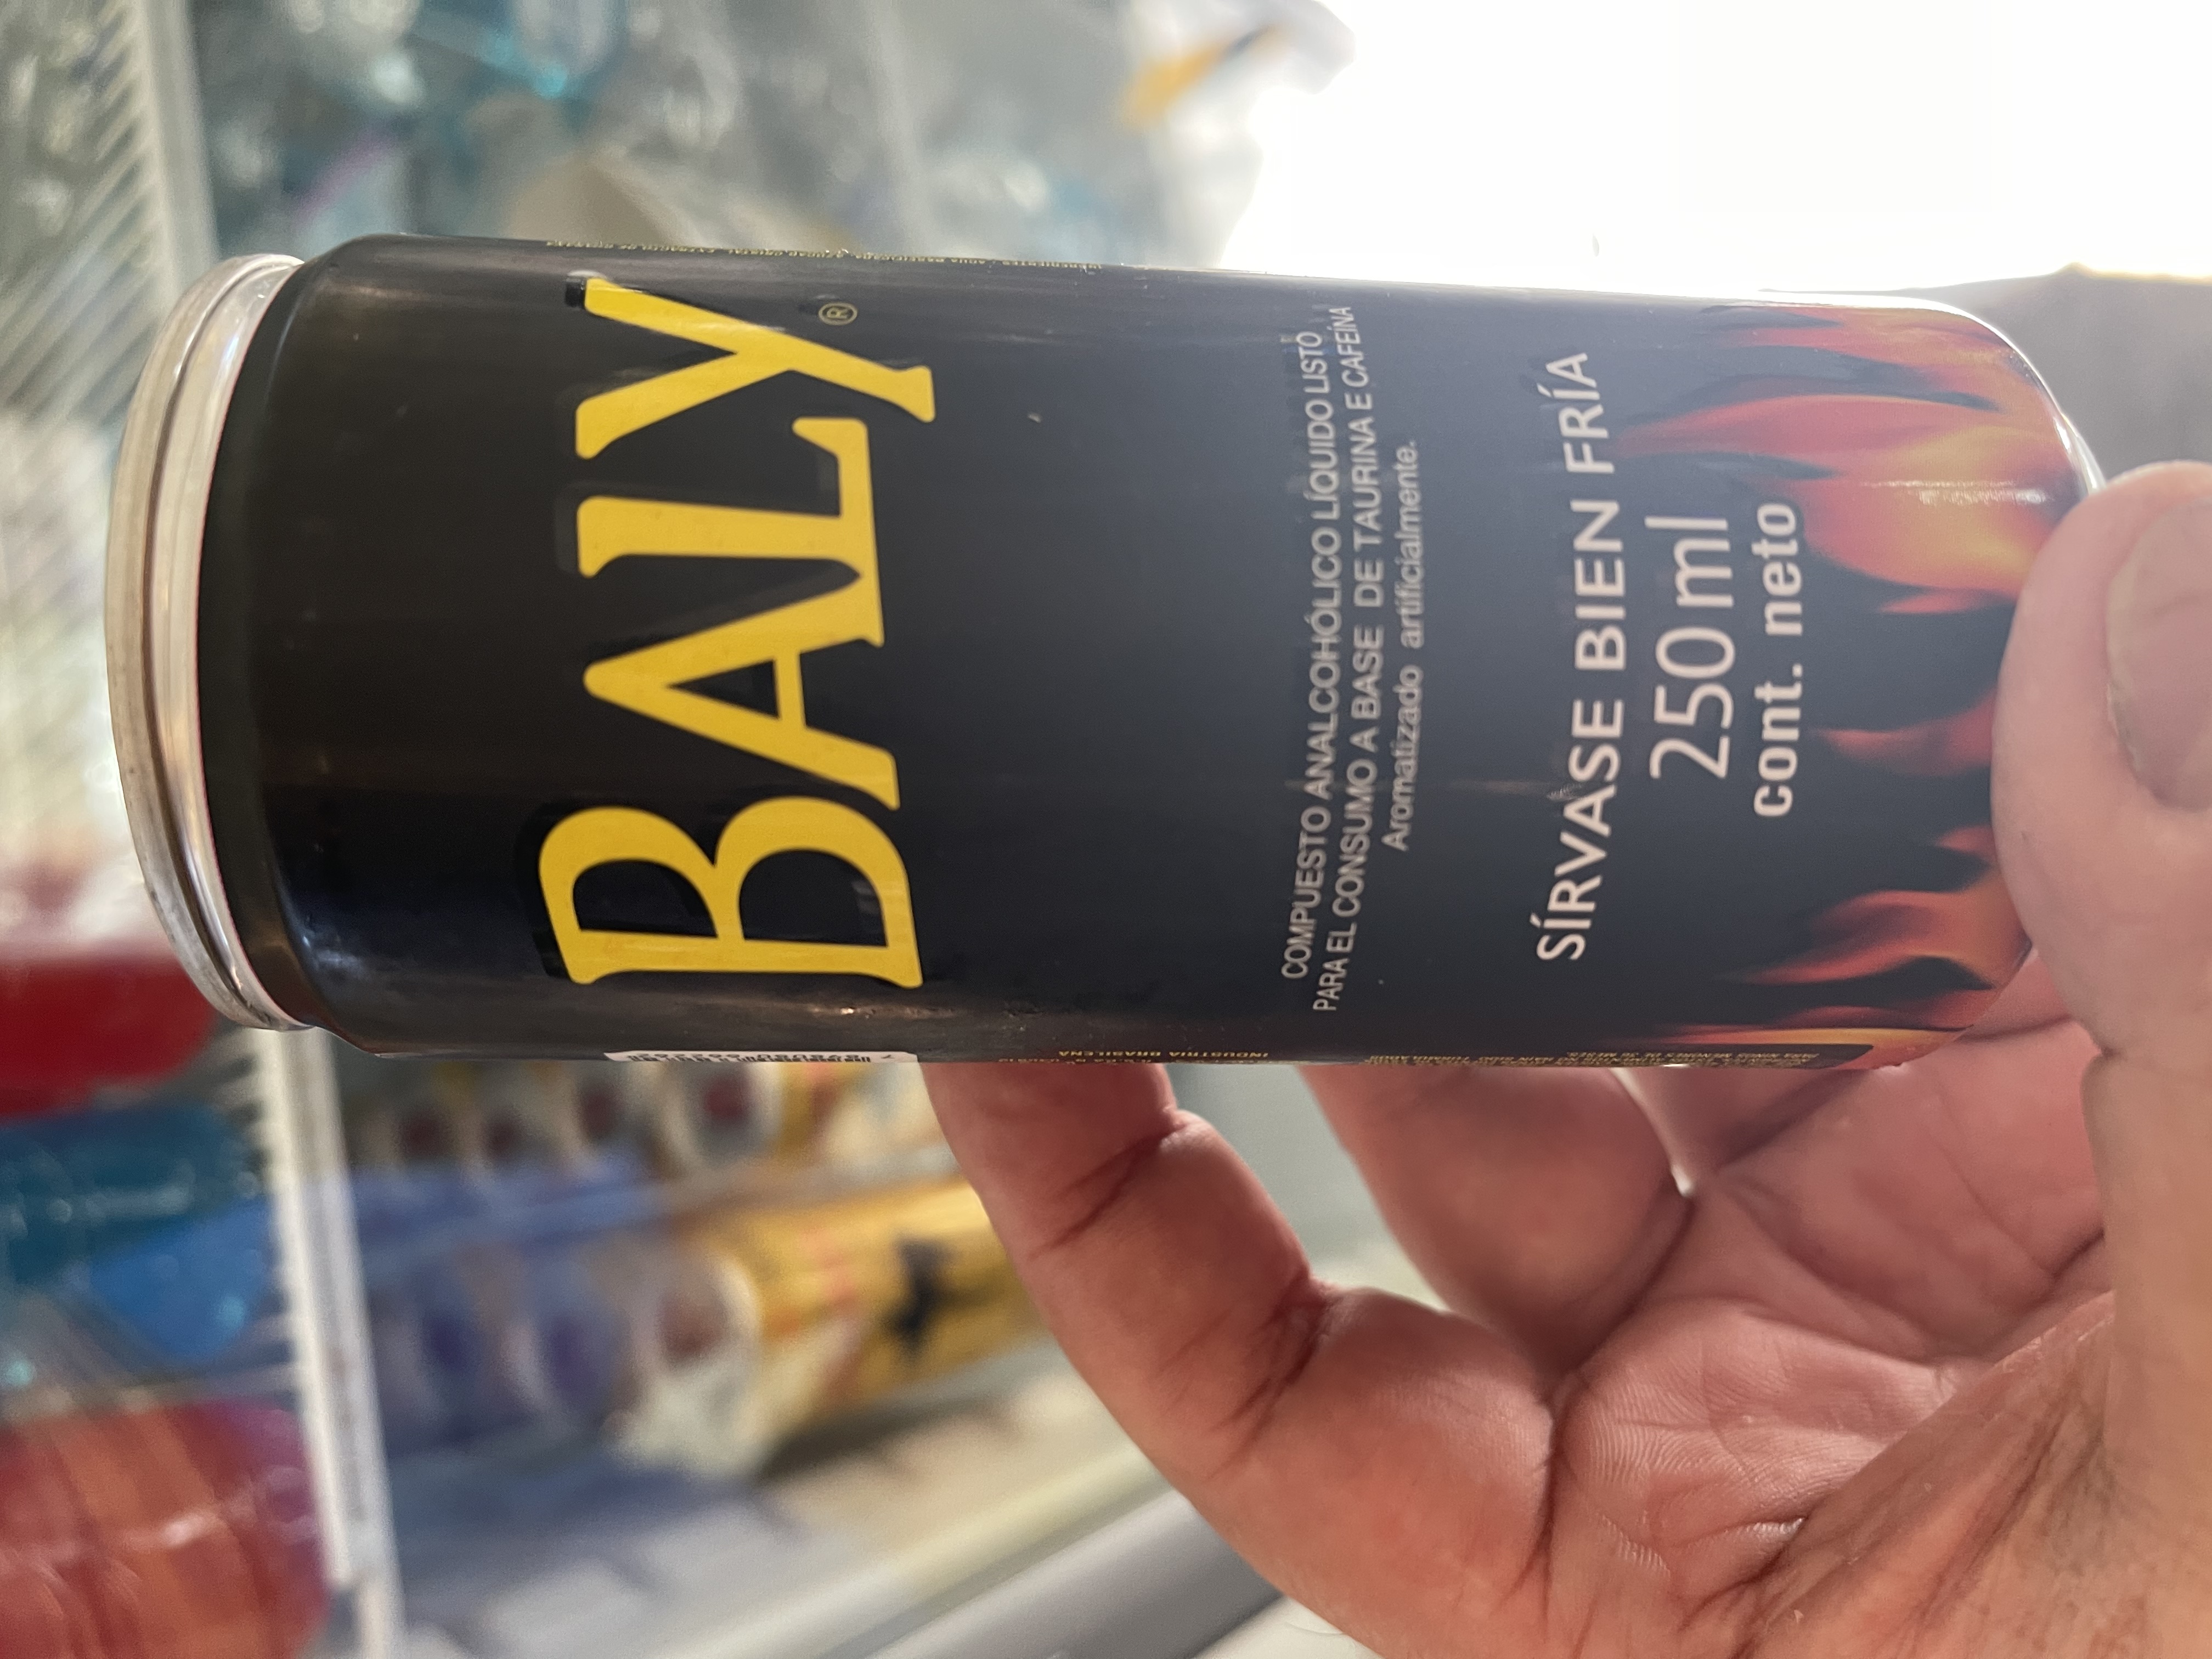 BALY®
COMPUESTO ANALCOHÓLICO LÍQUIDO LISTO
PARA EL CONSUMO A BASE DE TAURINA E CAFEÍNA
Aromatizado artificialmente.
SÍRVASE BIEN FRÍA
250 ml
cont. neto
INDUSTRIA BRASILEÑA